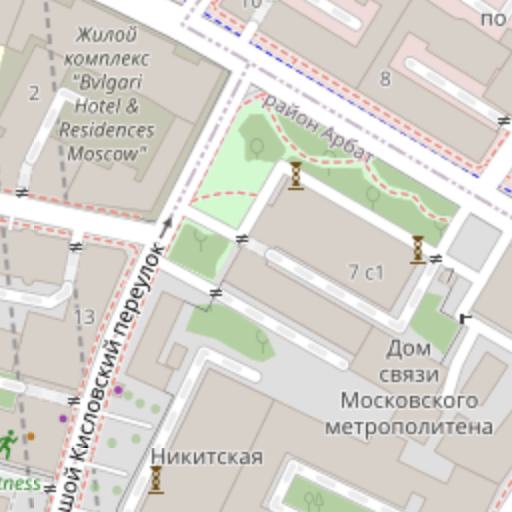 10
по
Жилой
комплекс
"Bvlgari
Hotel &
Residences
Moscow"
2
8
район Арбат
7 с1
13
шой Кисловский переулок
Дом
связи
Московского
метрополитена
Никитская
tness